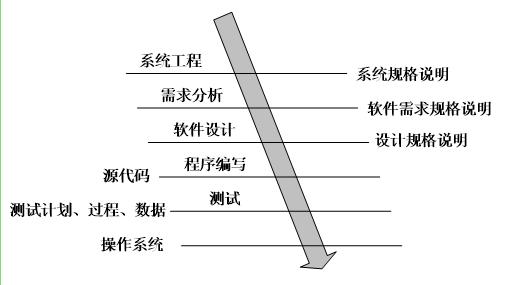 系统工程
系统规格说明
需求分析
软件需求规格说明
软件设计
设计规格说明
程序编写
源代码
测试
测试计划、过程、数据
操作系统